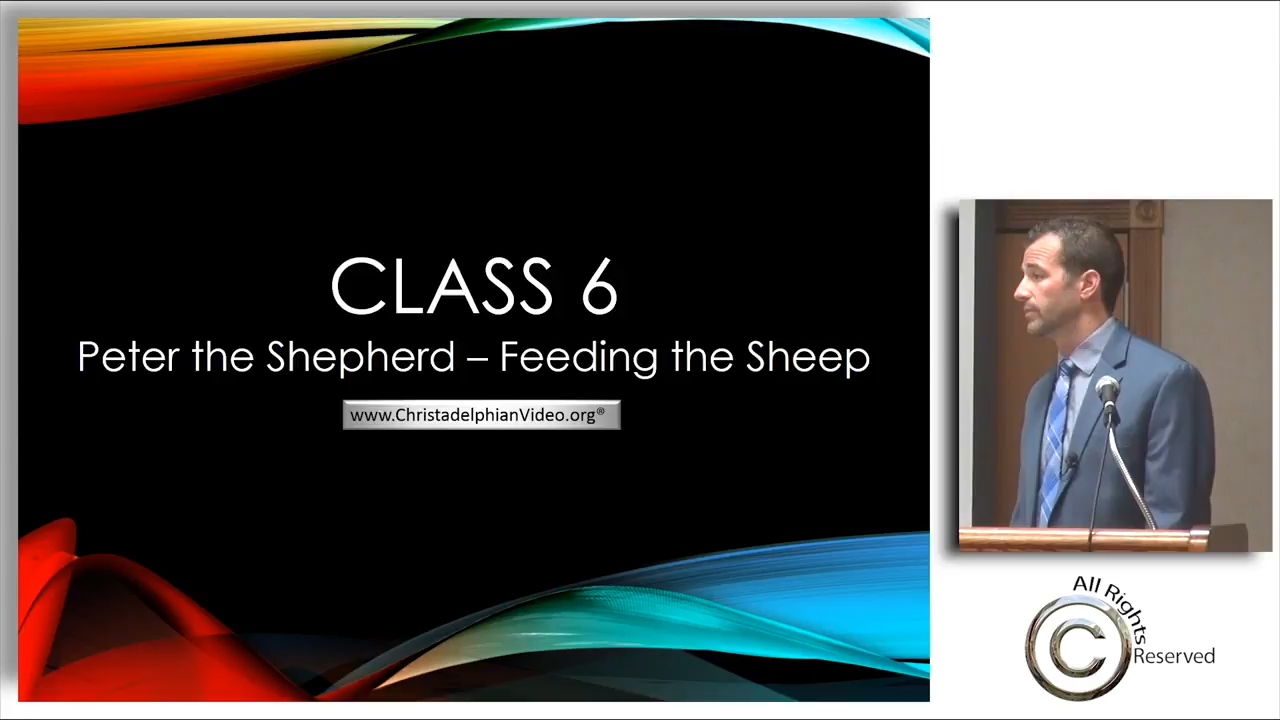 CLASS 6
Peter the Shepherd – Feeding the Sheep
www.ChristadelphianVideo.org®
All Rights
Reserved